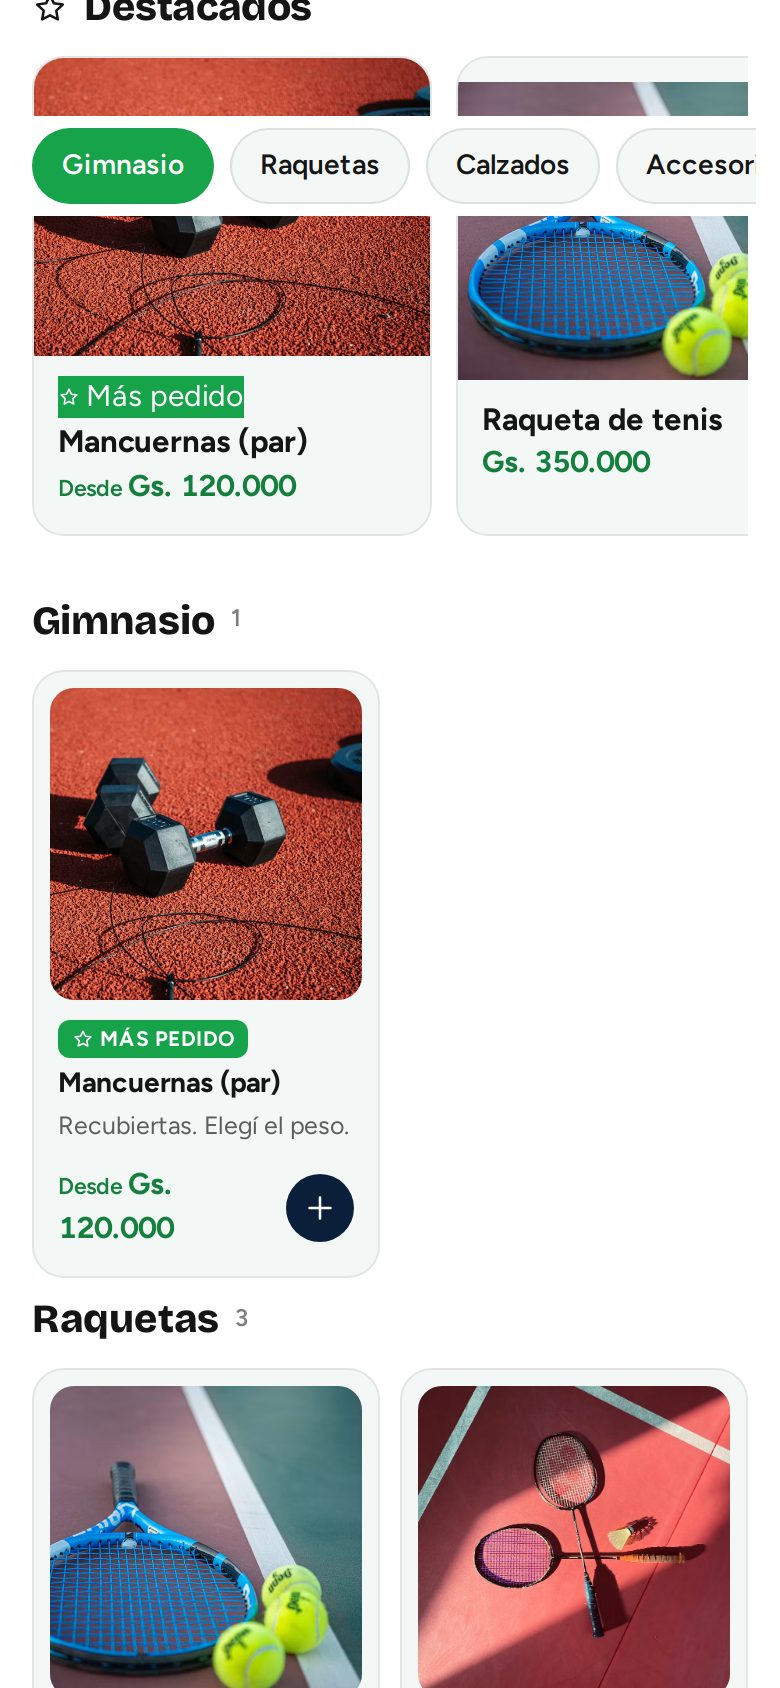 Destacados
Gimnasio
Raquetas
Calzados
Accesor
Más pedido
Mancuernas (par)
Desde Gs. 120.000
Raqueta de tenis
Gs. 350.000
Gimnasio 1
MÁS PEDIDO
Mancuernas (par)
Recubiertas. Elegí el peso.
Desde Gs.
120.000
Raquetas 3